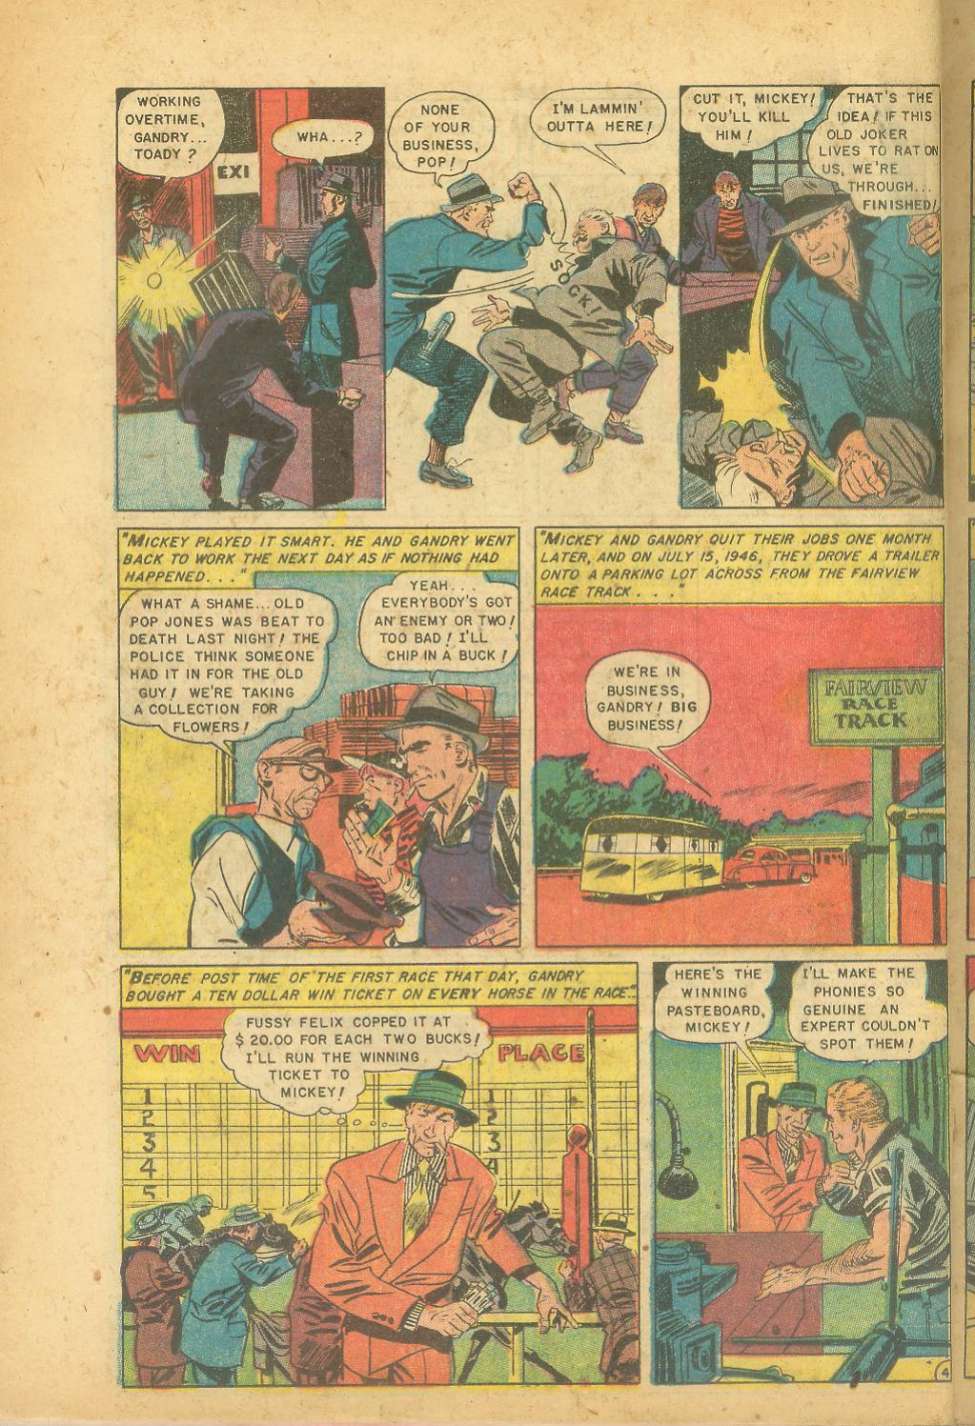 WORKING
OVERTIME,
GANDRY...
TOADY?
WHA...?
EXI
NONE
OF YOUR
BUSINESS,
POP!
I'M LAMMIN'
OUTTA HERE!
SOCK!
CUT IT, MICKEY!
YOU'LL KILL
HIM!
THAT'S THE
IDEA! IF THIS
OLD JOKER
LIVES TO RAT ON
US, WE'RE
THROUGH...
FINISHED!
"MICKEY PLAYED IT SMART. HE AND GANDRY WENT
BACK TO WORK THE NEXT DAY AS IF NOTHING HAD
HAPPENED..."
WHAT A SHAME... OLD
POP JONES WAS BEAT TO
DEATH LAST NIGHT! THE
POLICE THINK SOMEONE
HAD IT IN FOR THE OLD
GUY! WE'RE TAKING
A COLLECTION FOR
FLOWERS!
YEAH...
EVERYBODY'S GOT
AN ENEMY OR TWO!
TOO BAD! I'LL
CHIP IN A BUCK!
"MICKEY AND GANDRY QUIT THEIR JOBS ONE MONTH
LATER, AND ON JULY 15, 1946, THEY DROVE A TRAILER
ONTO A PARKING LOT ACROSS FROM THE FAIRVIEW
RACE TRACK . . ."
WE'RE IN
BUSINESS,
GANDRY! BIG
BUSINESS!
FAIRVIEW
RACE
TRACK
"BEFORE POST TIME OF THE FIRST RACE THAT DAY, GANDRY
BOUGHT A TEN DOLLAR WIN TICKET ON EVERY HORSE IN THE RACE".
FUSSY FELIX COPPED IT AT
$20.00 FOR EACH TWO BUCKS!
I'LL RUN THE WINNING
TICKET TO
MICKEY!
WIN
PLACE
1
2
3
4
5
1
2
3
4
HERE'S THE
WINNING
PASTEBOARD,
MICKEY!
I'LL MAKE THE
PHONIES SO
GENUINE AN
EXPERT COULDN'T
SPOT THEM!
4